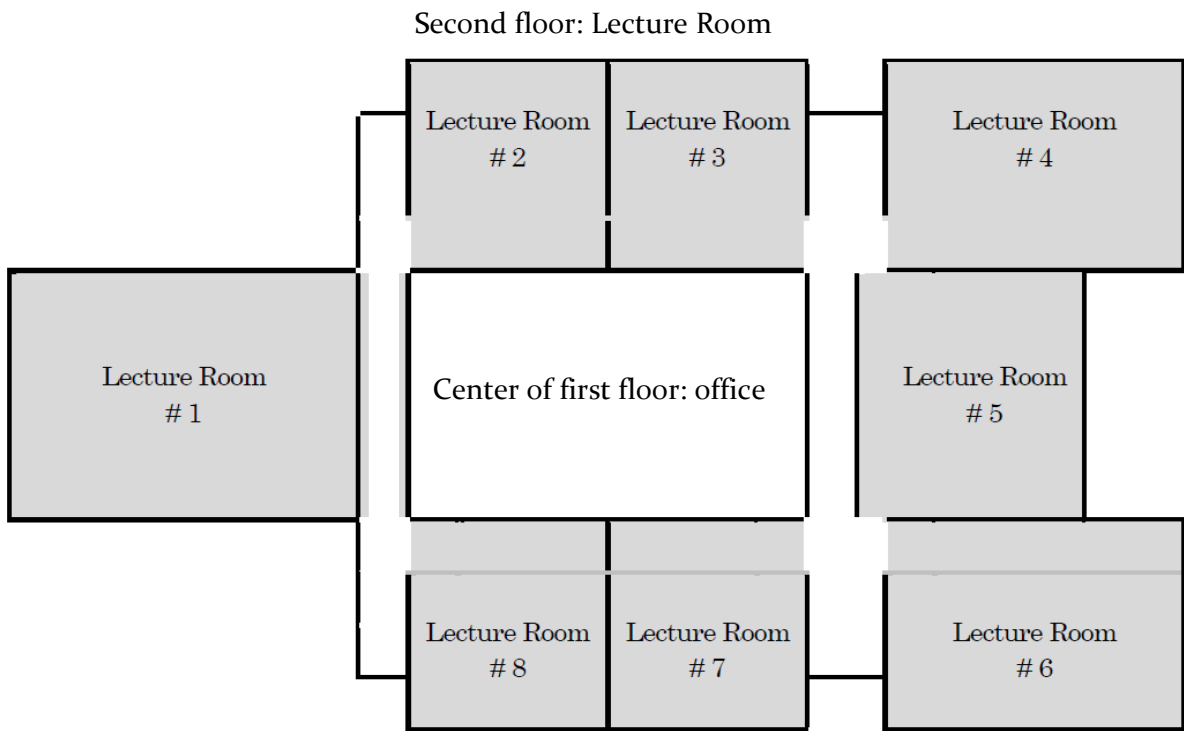 Second floor: Lecture Room
Lecture Room
# 2
Lecture Room
# 3
Lecture Room
# 4
Lecture Room
# 1
Center of first floor: office
Lecture Room
# 5
Lecture Room
# 8
Lecture Room
# 7
Lecture Room
# 6